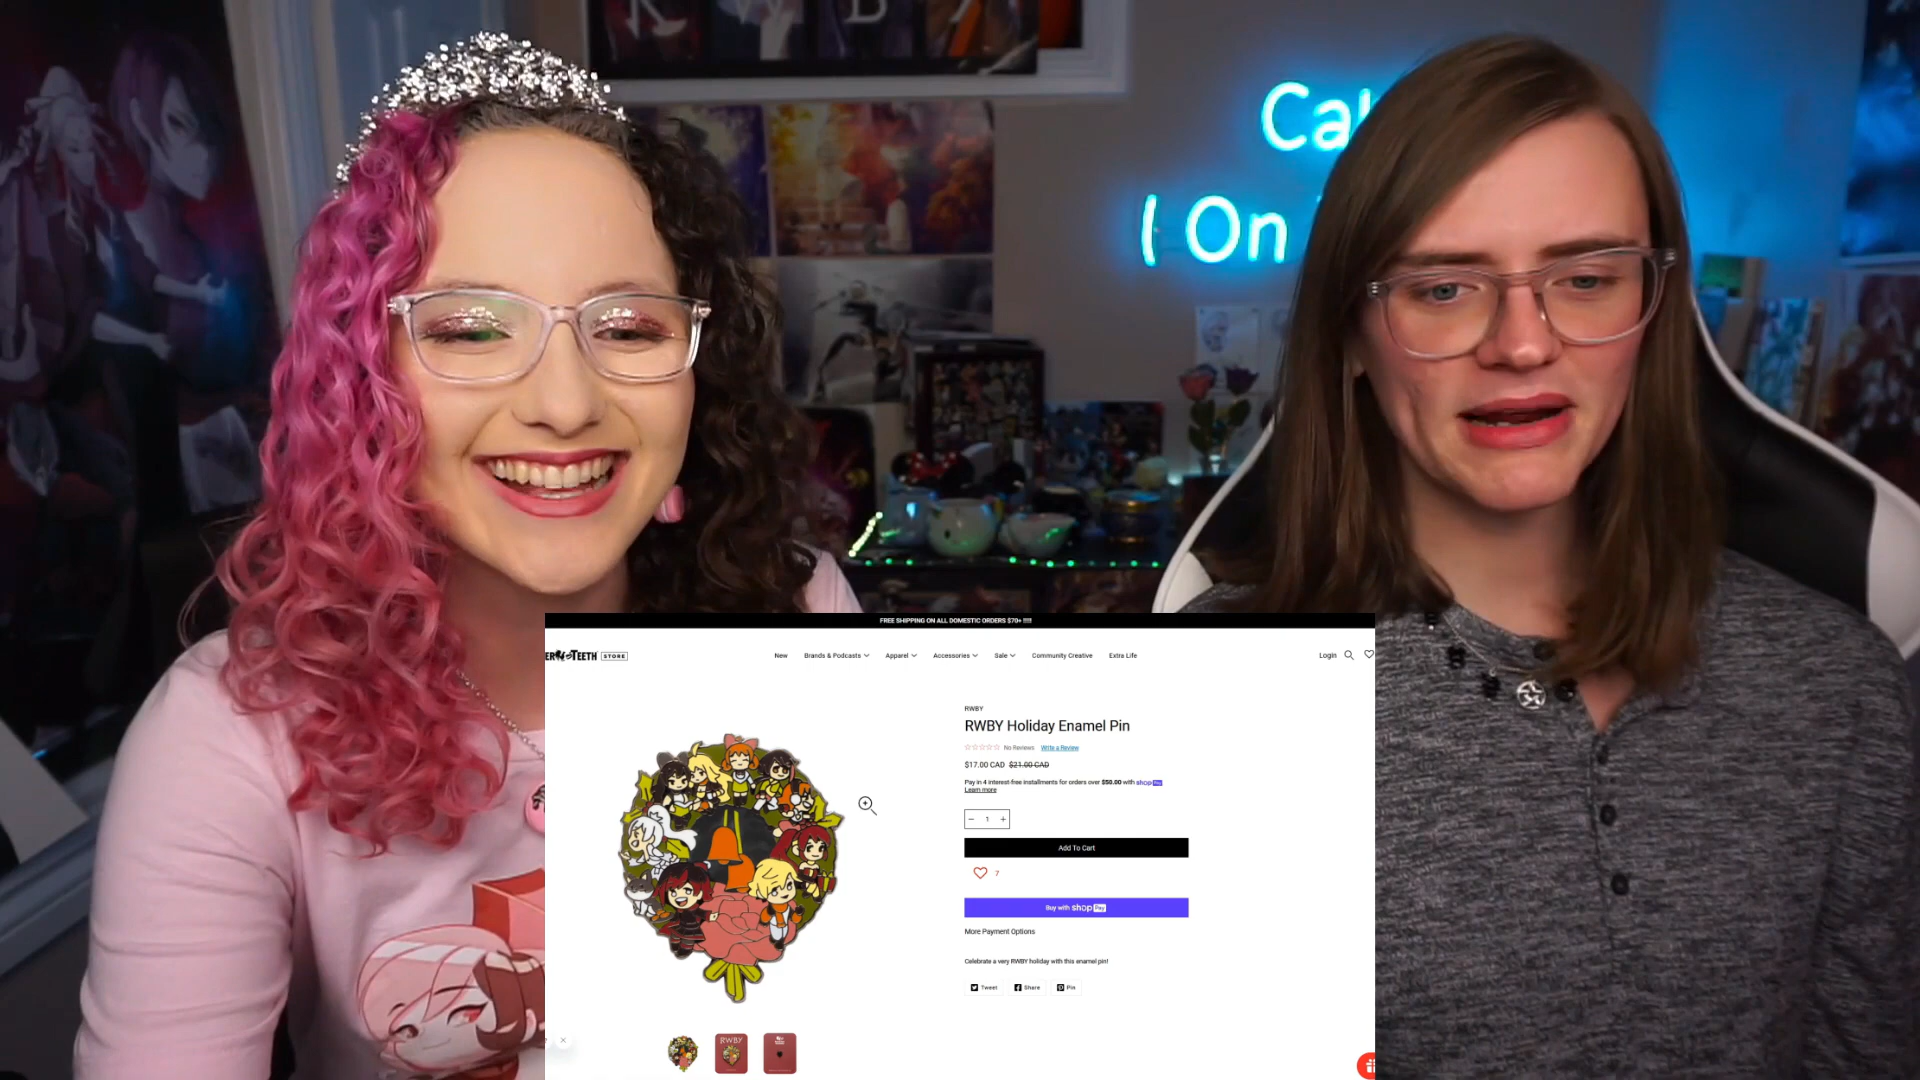 R W B Y
Ca
I On
FREE SHIPPING ON ALL DOMESTIC ORDERS $70+ !!!!
ER TEETH STORE
New
Brands & Podcasts
Apparel
Accessories
Sale
Community Creative
Extra Life
Login
RWBY
RWBY Holiday Enamel Pin
No Reviews Write a Review
$17.00 CAD $21.00 CAD
Pay in 4 interest-free installments for orders over $50.00 with shop Pay
Learn more
− 1 +
Add To Cart
7
Buy with shop Pay
More Payment Options
Celebrate a very RWBY holiday with this enamel pin!
Tweet
Share
Pin
RWBY